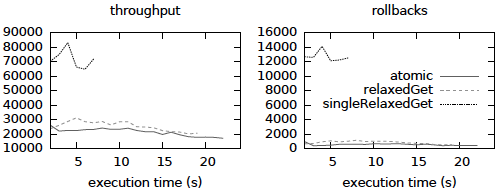 throughput
90000
80000
70000
60000
50000
40000
30000
20000
10000
5 10 15 20
execution time (s)
rollbacks
16000
14000
12000
10000
8000
6000
4000
2000
0
atomic
relaxedGet
singleRelaxedGet
5 10 15 20
execution time (s)